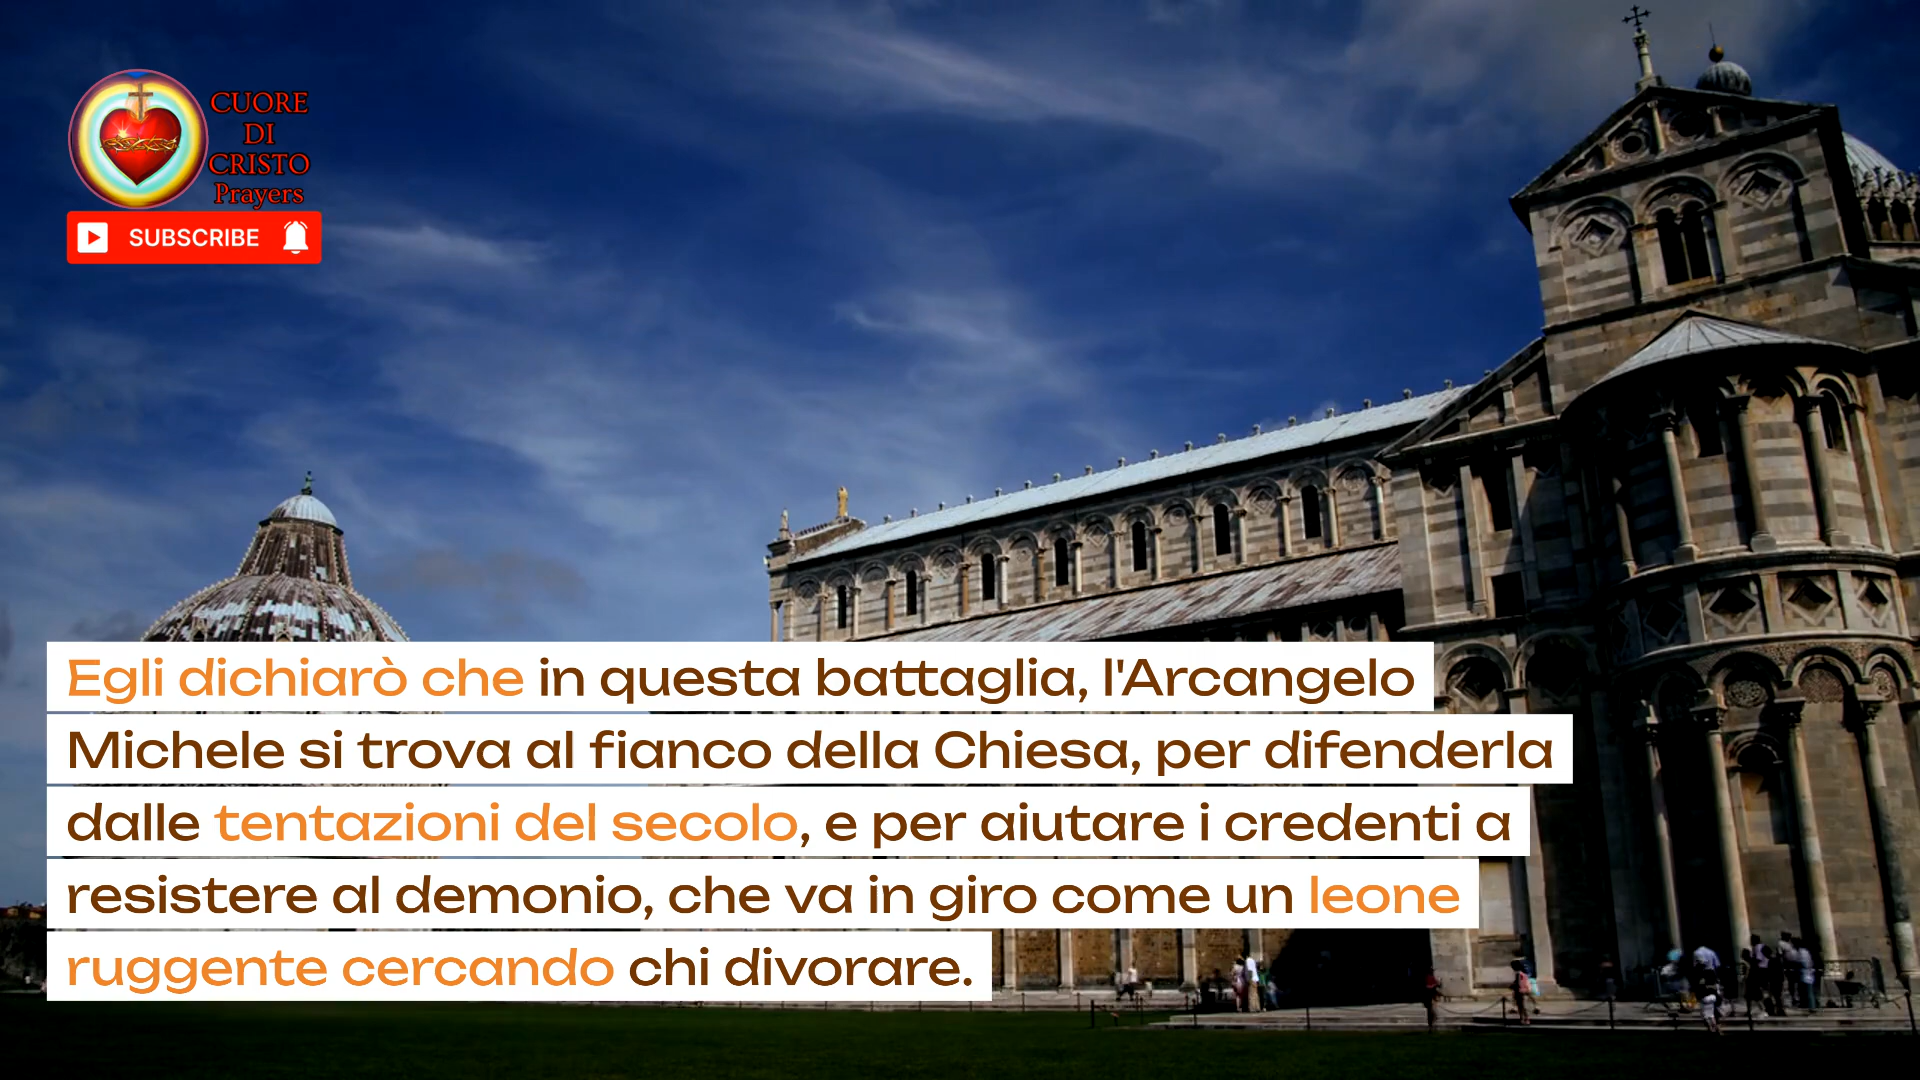 CUORE
DI
CRISTO
Prayers
SUBSCRIBE
Egli dichiarò che in questa battaglia, l'Arcangelo
Michele si trova al fianco della Chiesa, per difenderla
dalle tentazioni del secolo, e per aiutare i credenti a
resistere al demonio, che va in giro come un leone
ruggente cercando chi divorare.